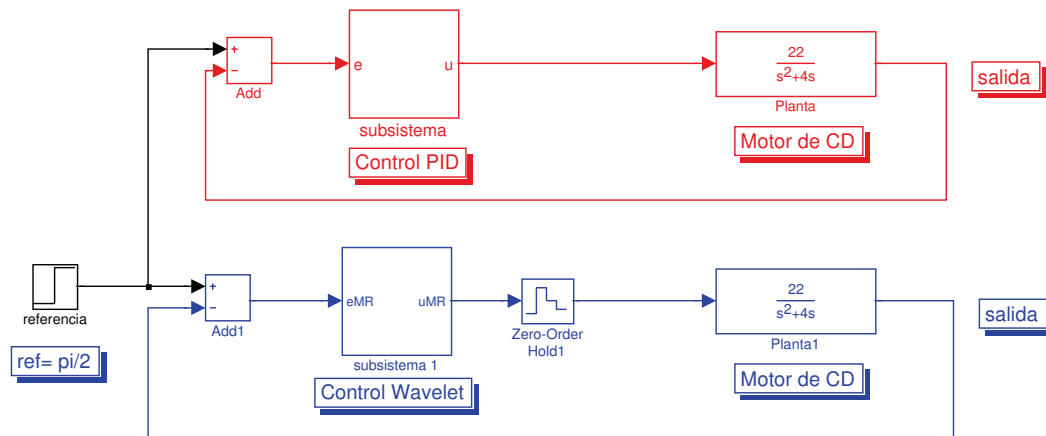 +
−
Add
e
u
subsistema
Control PID
22
s²+4s
Planta
Motor de CD
salida
referencia
ref= pi/2
+
−
Add1
eMR
uMR
subsistema 1
Control Wavelet
Zero-Order
Hold1
22
s²+4s
Planta1
Motor de CD
salida